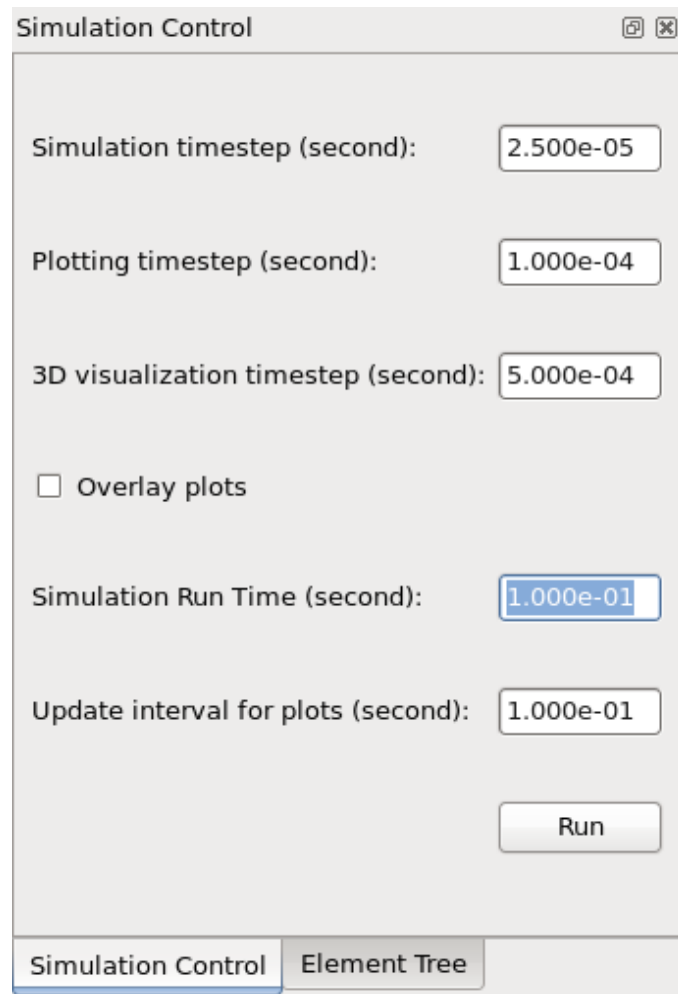 Simulation Control
Simulation timestep (second): 2.500e-05
Plotting timestep (second): 1.000e-04
3D visualization timestep (second): 5.000e-04
Overlay plots
Simulation Run Time (second): 1.000e-01
Update interval for plots (second): 1.000e-01
Run
Simulation Control Element Tree